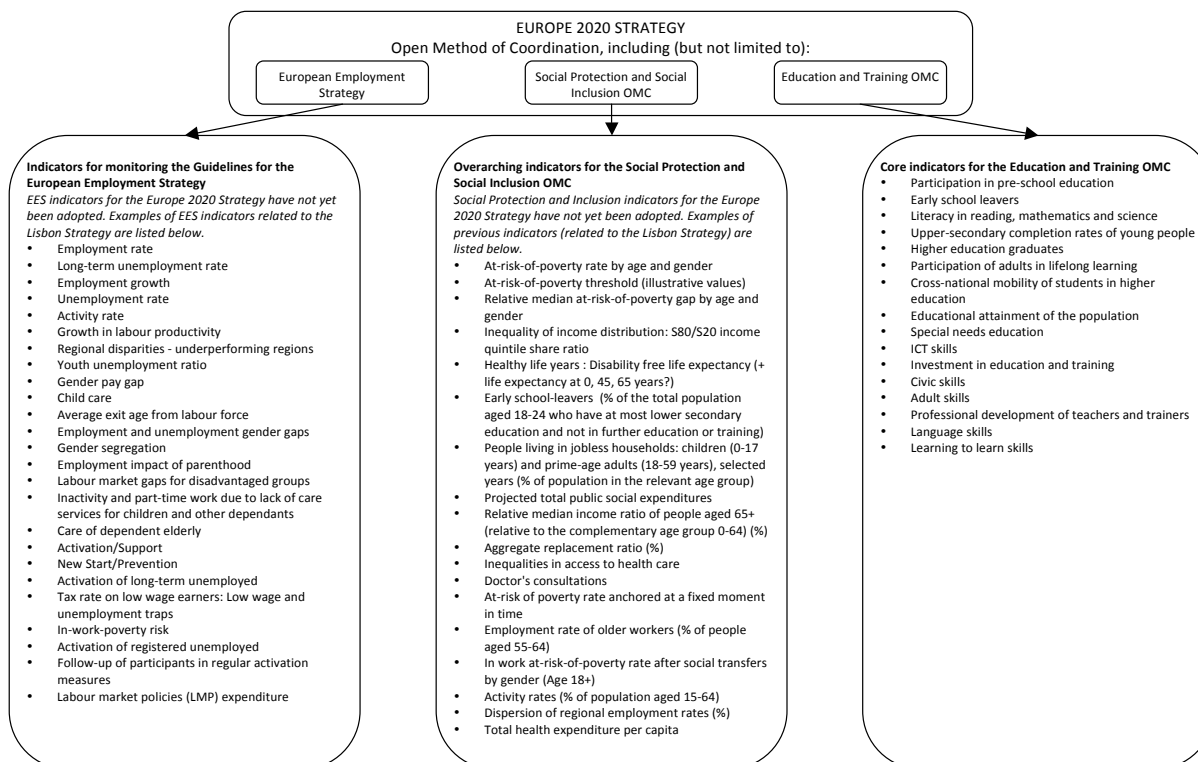 EUROPE 2020 STRATEGY
Open Method of Coordination, including (but not limited to):
European Employment
Strategy
Social Protection and Social
Inclusion OMC
Education and Training OMC
Indicators for monitoring the Guidelines for the
European Employment Strategy
EES indicators for the Europe 2020 Strategy have not yet
been adopted. Examples of EES indicators related to the
Lisbon Strategy are listed below.
• Employment rate
• Long-term unemployment rate
• Employment growth
• Unemployment rate
• Activity rate
• Growth in labour productivity
• Regional disparities - underperforming regions
• Youth unemployment ratio
• Gender pay gap
• Child care
• Average exit age from labour force
• Employment and unemployment gender gaps
• Gender segregation
• Employment impact of parenthood
• Labour market gaps for disadvantaged groups
• Inactivity and part-time work due to lack of care
services for children and other dependants
• Care of dependent elderly
• Activation/Support
• New Start/Prevention
• Activation of long-term unemployed
• Tax rate on low wage earners: Low wage and
unemployment traps
• In-work-poverty risk
• Activation of registered unemployed
• Follow-up of participants in regular activation
measures
• Labour market policies (LMP) expenditure
Overarching indicators for the Social Protection and
Social Inclusion OMC
Social Protection and Inclusion indicators for the Europe
2020 Strategy have not yet been adopted. Examples of
previous indicators (related to the Lisbon Strategy) are
listed below.
• At-risk-of-poverty rate by age and gender
• At-risk-of-poverty threshold (illustrative values)
• Relative median at-risk-of-poverty gap by age and
gender
• Inequality of income distribution: S80/S20 income
quintile share ratio
• Healthy life years : Disability free life expectancy (+
life expectancy at 0, 45, 65 years?)
• Early school-leavers (% of the total population
aged 18-24 who have at most lower secondary
education and not in further education or training)
• People living in jobless households: children (0-17
years) and prime-age adults (18-59 years), selected
years (% of population in the relevant age group)
• Projected total public social expenditures
• Relative median income ratio of people aged 65+
(relative to the complementary age group 0-64) (%)
• Aggregate replacement ratio (%)
• Inequalities in access to health care
• Doctor's consultations
• At-risk of poverty rate anchored at a fixed moment
in time
• Employment rate of older workers (% of people
aged 55-64)
• In work at-risk-of-poverty rate after social transfers
by gender (Age 18+)
• Activity rates (% of population aged 15-64)
• Dispersion of regional employment rates (%)
• Total health expenditure per capita
Core indicators for the Education and Training OMC
• Participation in pre-school education
• Early school leavers
• Literacy in reading, mathematics and science
• Upper-secondary completion rates of young people
• Higher education graduates
• Participation of adults in lifelong learning
• Cross-national mobility of students in higher
education
• Educational attainment of the population
• Special needs education
• ICT skills
• Investment in education and training
• Civic skills
• Adult skills
• Professional development of teachers and trainers
• Language skills
• Learning to learn skills